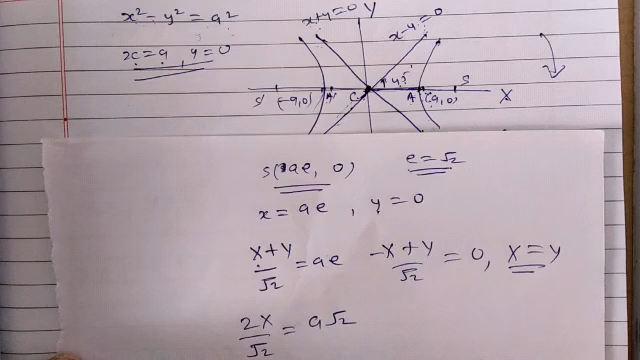 x² - y² = a²
x = a, y = 0
x+y=0 Y x-y=0
45°
S' (-a,0) A' C A (a,0) S X
S(ae, 0) e = √2
x = ae, y = 0
X+Y/√2 = ae -X+Y/√2 = 0, X = Y
2X/√2 = a√2